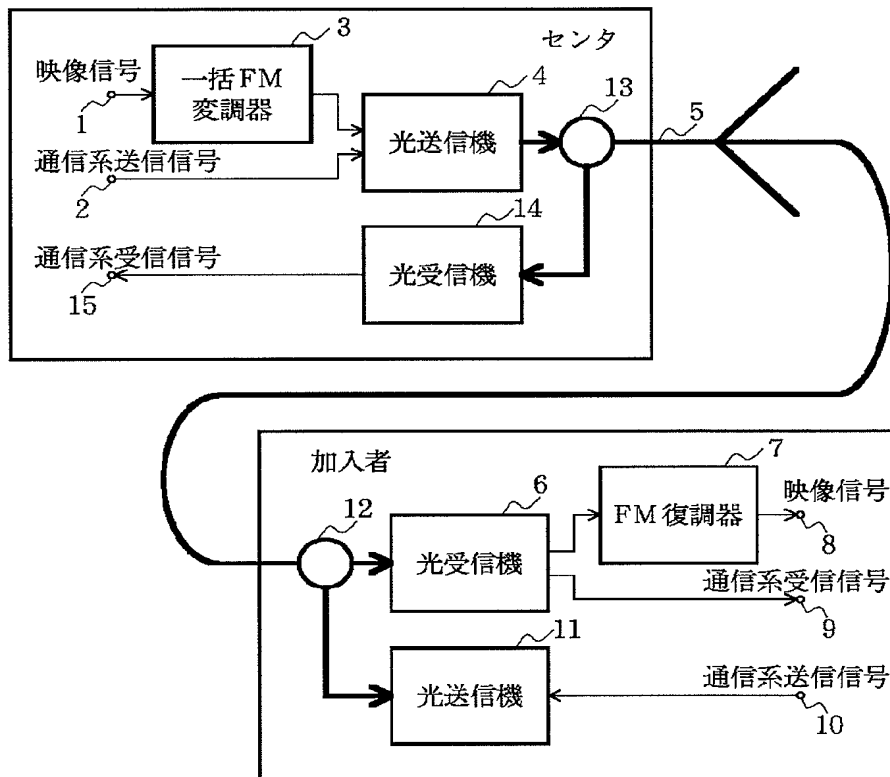 3
センタ
映像信号
1
一括FM
変調器
4
光送信機
13
5
通信系送信信号
2
14
光受信機
通信系受信信号
15
加入者
12
6
光受信機
7
FM復調器
映像信号
8
通信系受信信号
9
11
光送信機
通信系送信信号
10